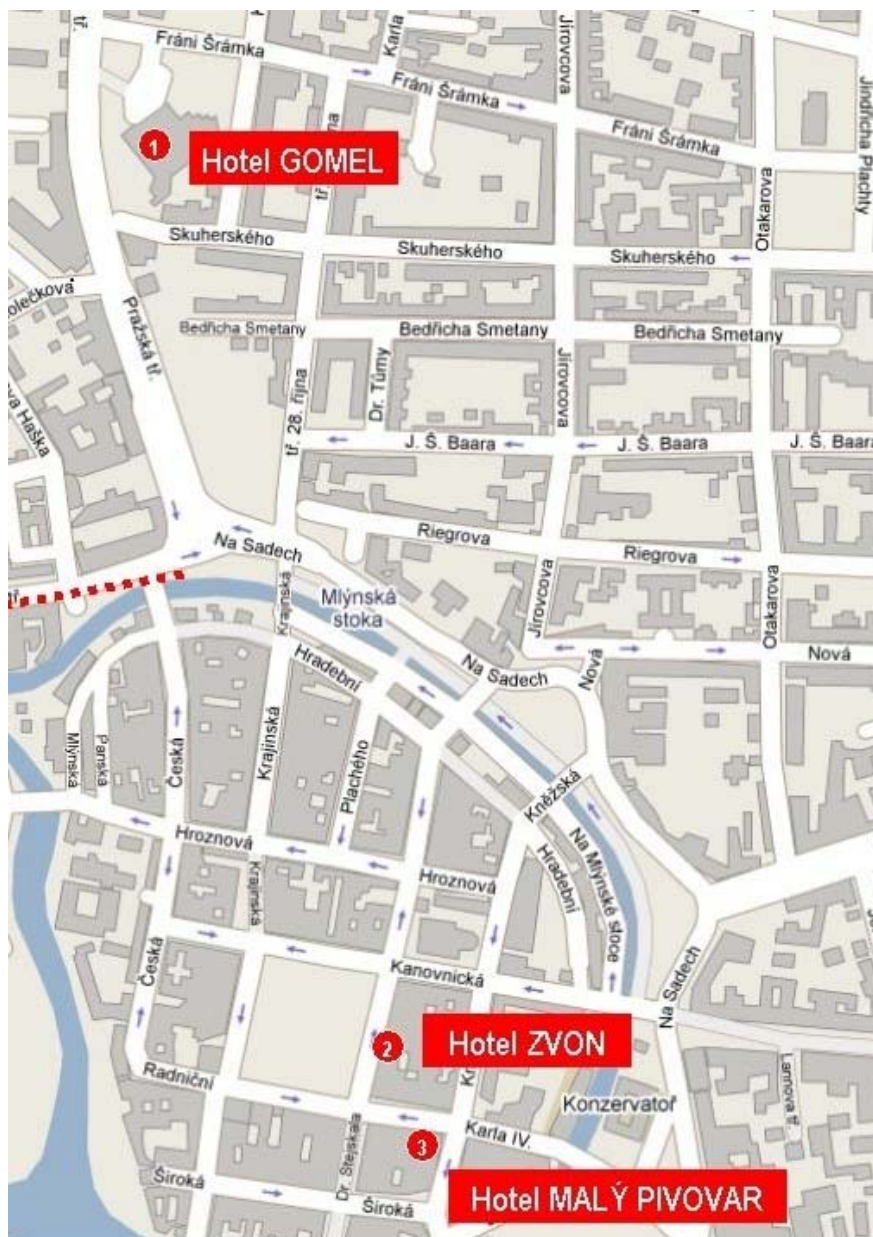 tř.
Fráni Šrámka
Karla
Jírovcova
Fráni Šrámka
Fráni Šrámka
Jindřicha Plachty
1
Hotel GOMEL
Otakarova
Skuherského
Skuherského
Skuherského
Pražská tř.
Bedřicha Smetany
Bedřicha Smetany
Bedřicha Smetany
Dr. Tůmy
Jírovcova
tř. 28. října
J. Š. Baara
J. Š. Baara
Riegrova
Riegrova
Na Sadech
Krajinská
Mlýnská
stoka
Jírovcova
Otakarova
Nová
Nová
Na Sadech
Hradební
Mlýnská
Panská
Česká
Krajinská
Plachého
Kněžská
Hroznová
Hroznová
Krajinská
Hradební
Na Mlýnské stoce
Česká
Kanovnická
Na Sadech
2
Hotel ZVON
Radniční
Konzervatoř
Lannova tř.
Dr. Stejskala
3
Karla IV.
Široká
Široká
Hotel MALÝ PIVOVAR